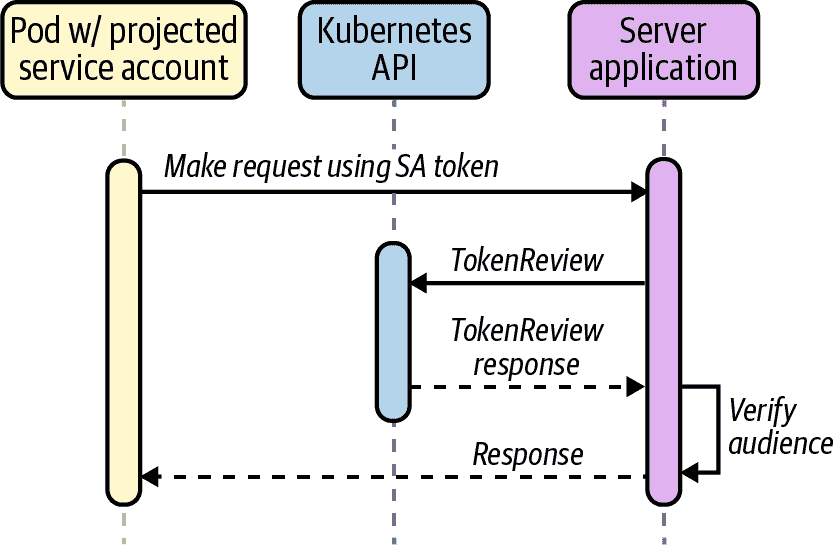 Pod w/ projected
service account
Kubernetes
API
Server
application
Make request using SA token
TokenReview
TokenReview
response
Verify
audience
Response